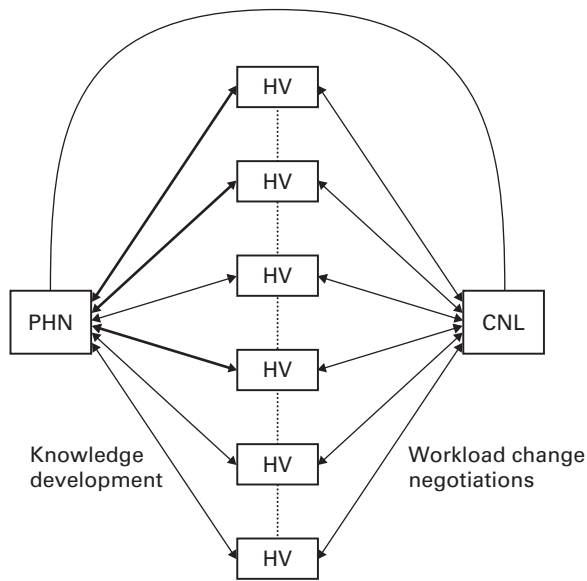 HV
HV
HV
PHN
CNL
HV
Knowledge
development
Workload change
negotiations
HV
HV